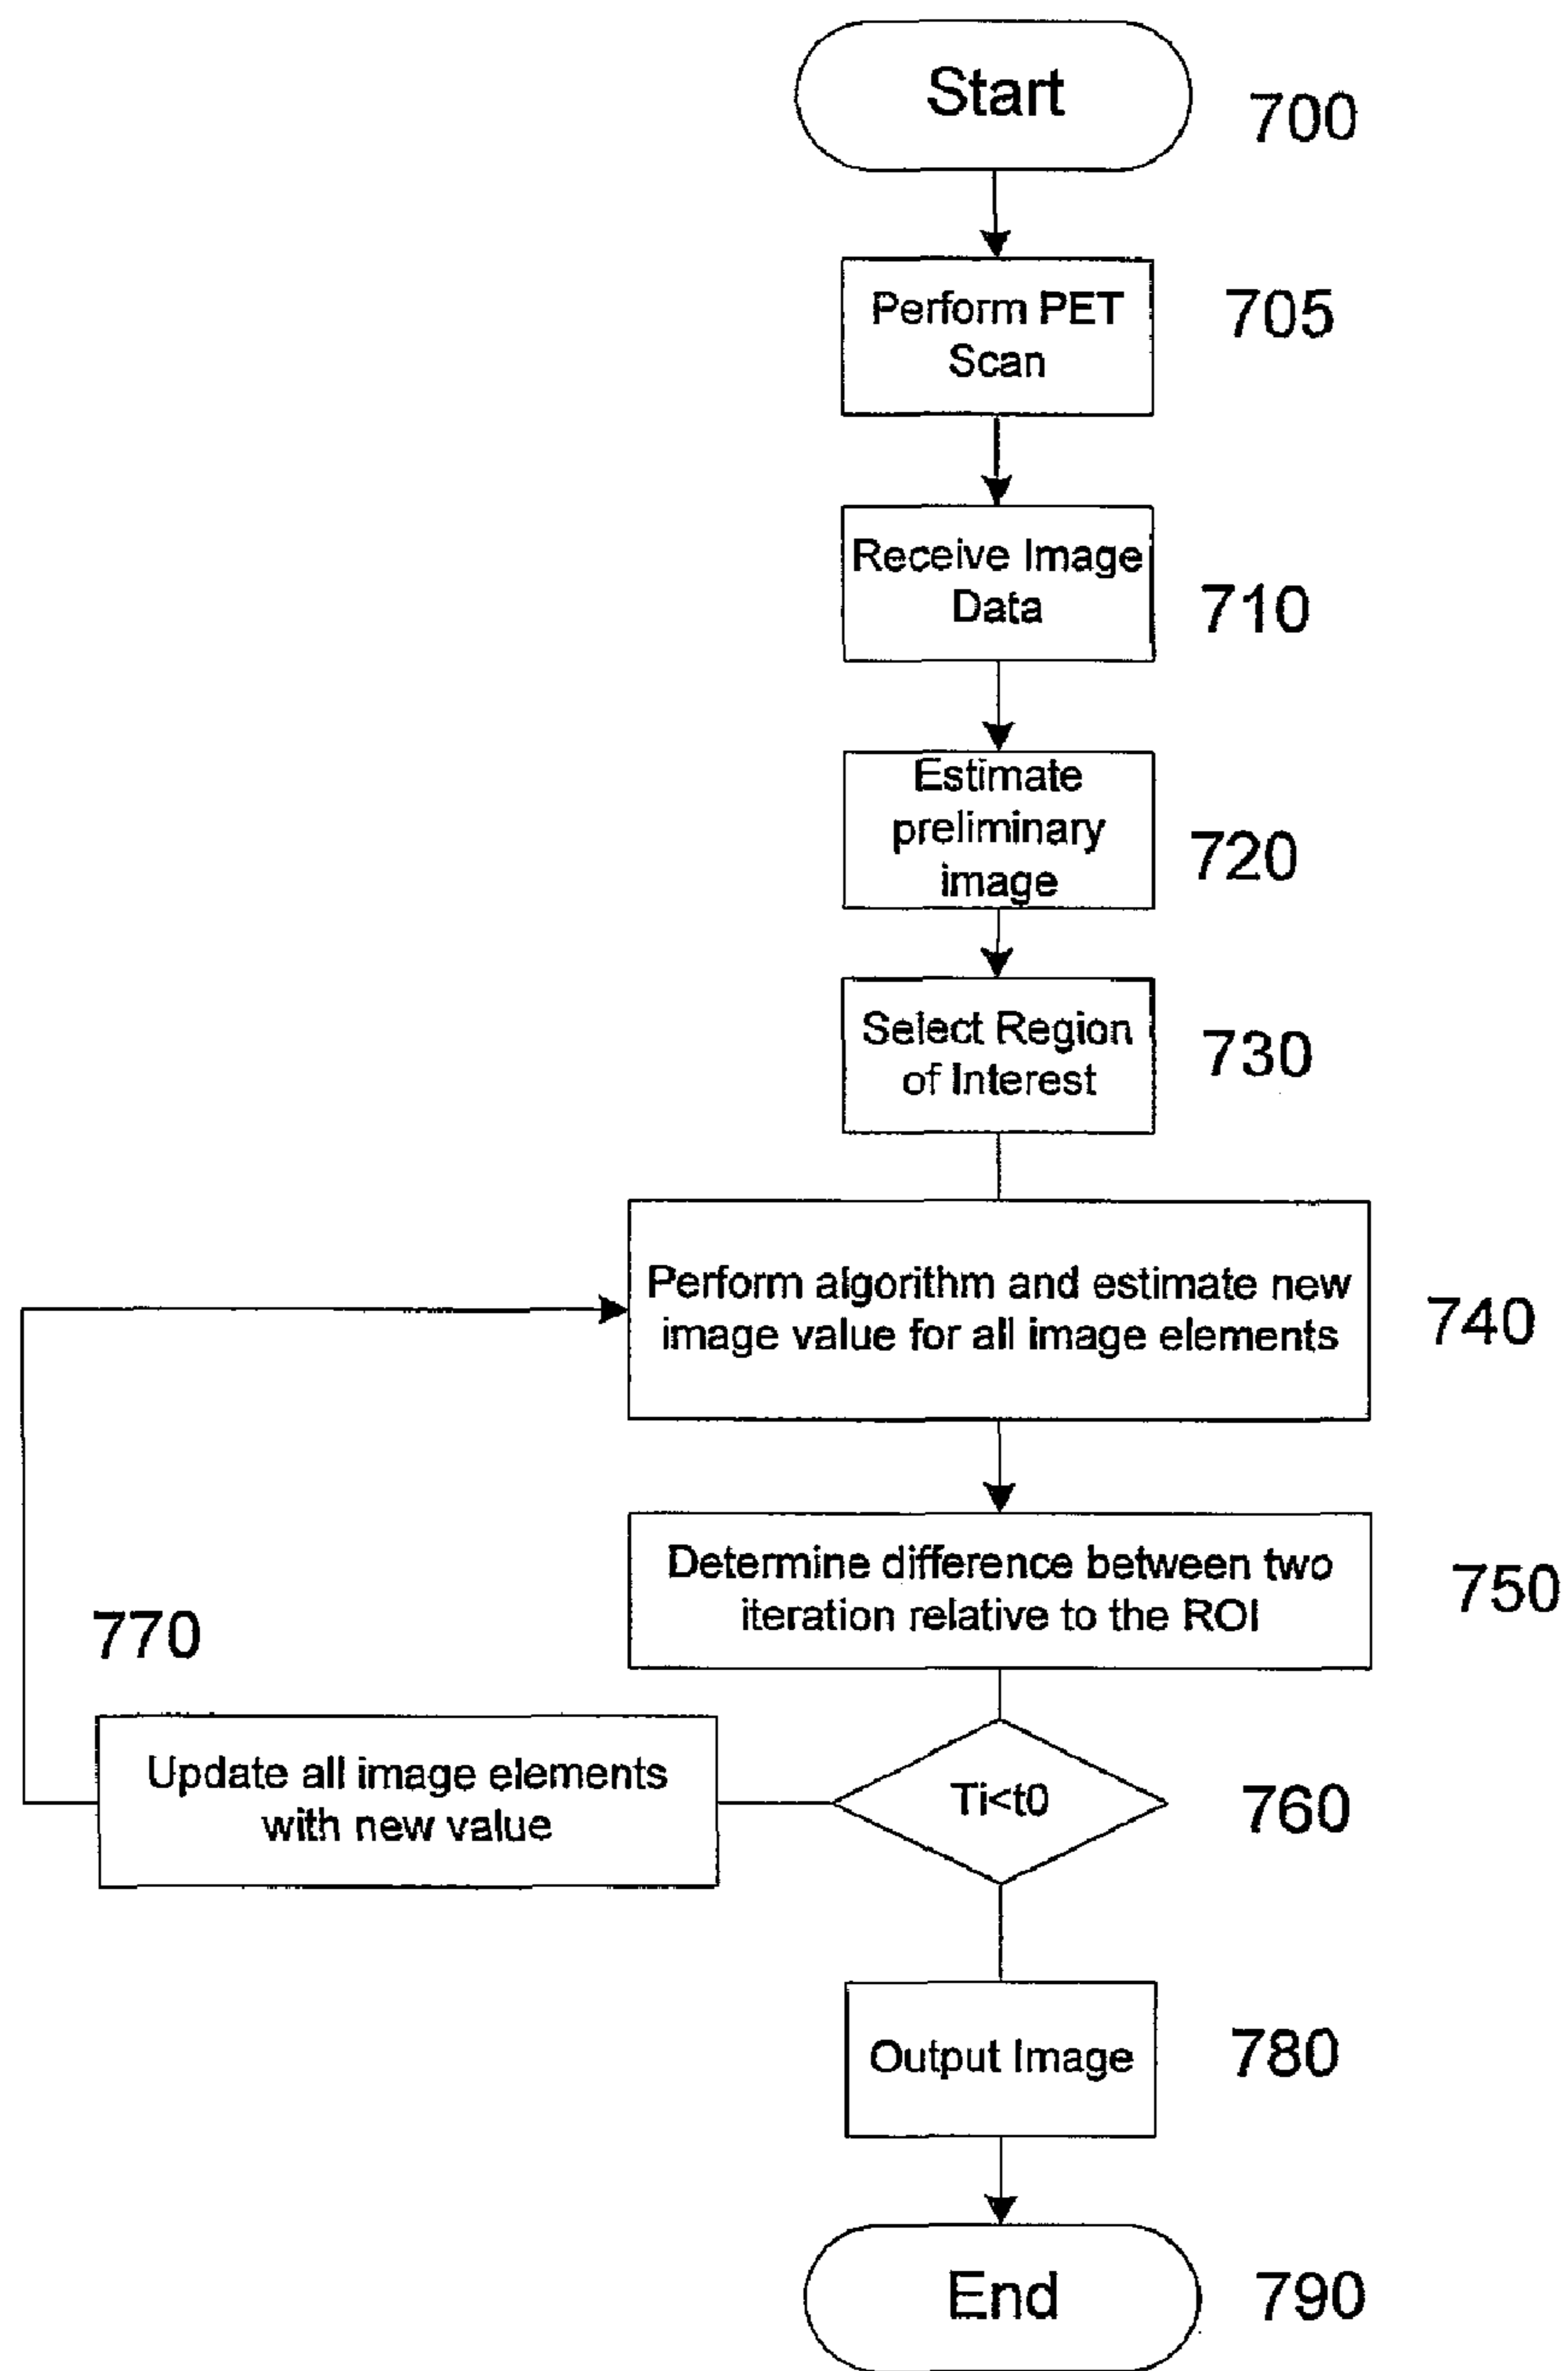 Start
700
Perform PET
Scan
705
Receive Image
Data
710
Estimate
preliminary
image
720
Select Region
of Interest
730
Perform algorithm and estimate new
image value for all image elements
740
Determine difference between two
iteration relative to the ROI
750
770
Update all image elements
with new value
Ti<t0
760
Output Image
780
End
790